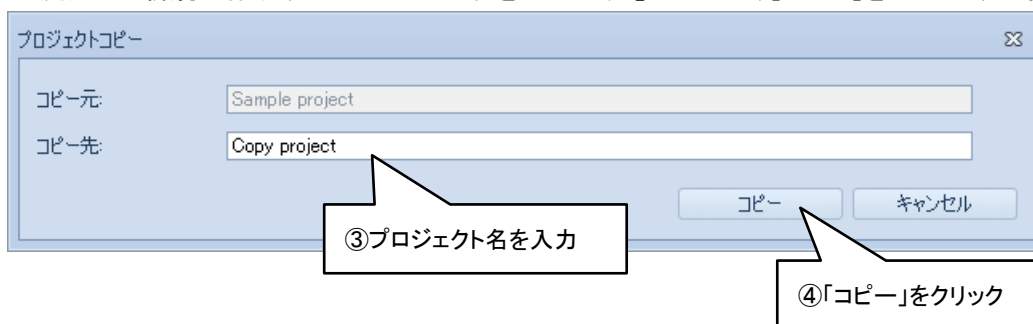 プロジェクトコピー
コピー元:
Sample project
コピー先:
Copy project
コピー
キャンセル
③プロジェクト名を入力
④「コピー」をクリック